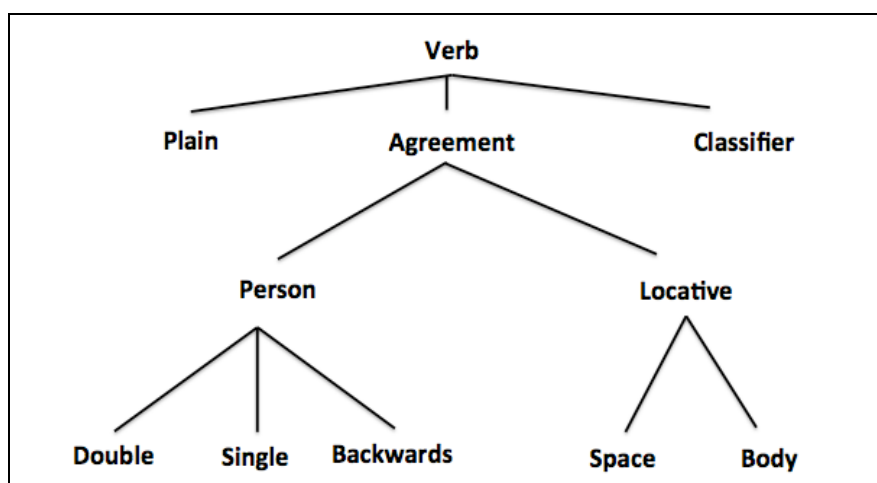 Verb
Plain Agreement Classifier
Person Locative
Double Single Backwards Space Body